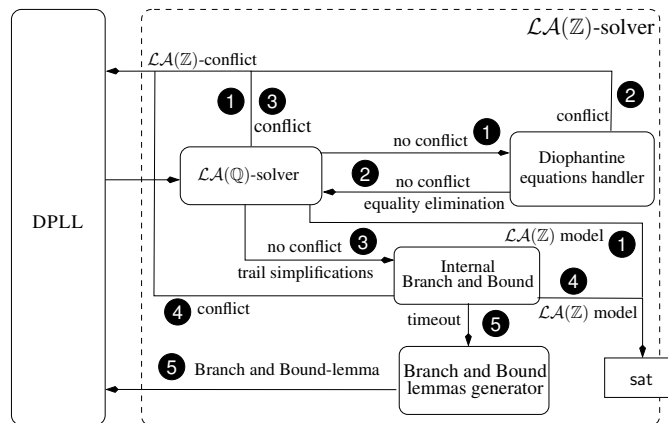 ℒ𝒜(ℤ)-solver
ℒ𝒜(ℤ)-conflict
1
3
2
conflict
conflict
no conflict
1
ℒ𝒜(ℚ)-solver
Diophantine
equations handler
2
no conflict
equality elimination
DPLL
no conflict
3
trail simplifications
ℒ𝒜(ℤ) model
1
Internal
Branch and Bound
4
4
conflict
ℒ𝒜(ℤ) model
timeout
5
5
Branch and Bound-lemma
Branch and Bound
lemmas generator
sat